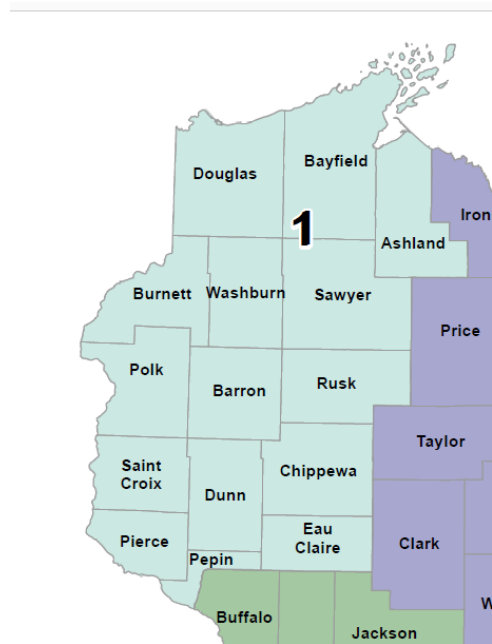 Bayfield
Douglas
1
Iron
Ashland
Burnett
Washburn
Sawyer
Price
Polk
Barron
Rusk
Taylor
Saint
Croix
Chippewa
Dunn
Eau
Claire
Pierce
Clark
Pepin
W
Buffalo
Jackson